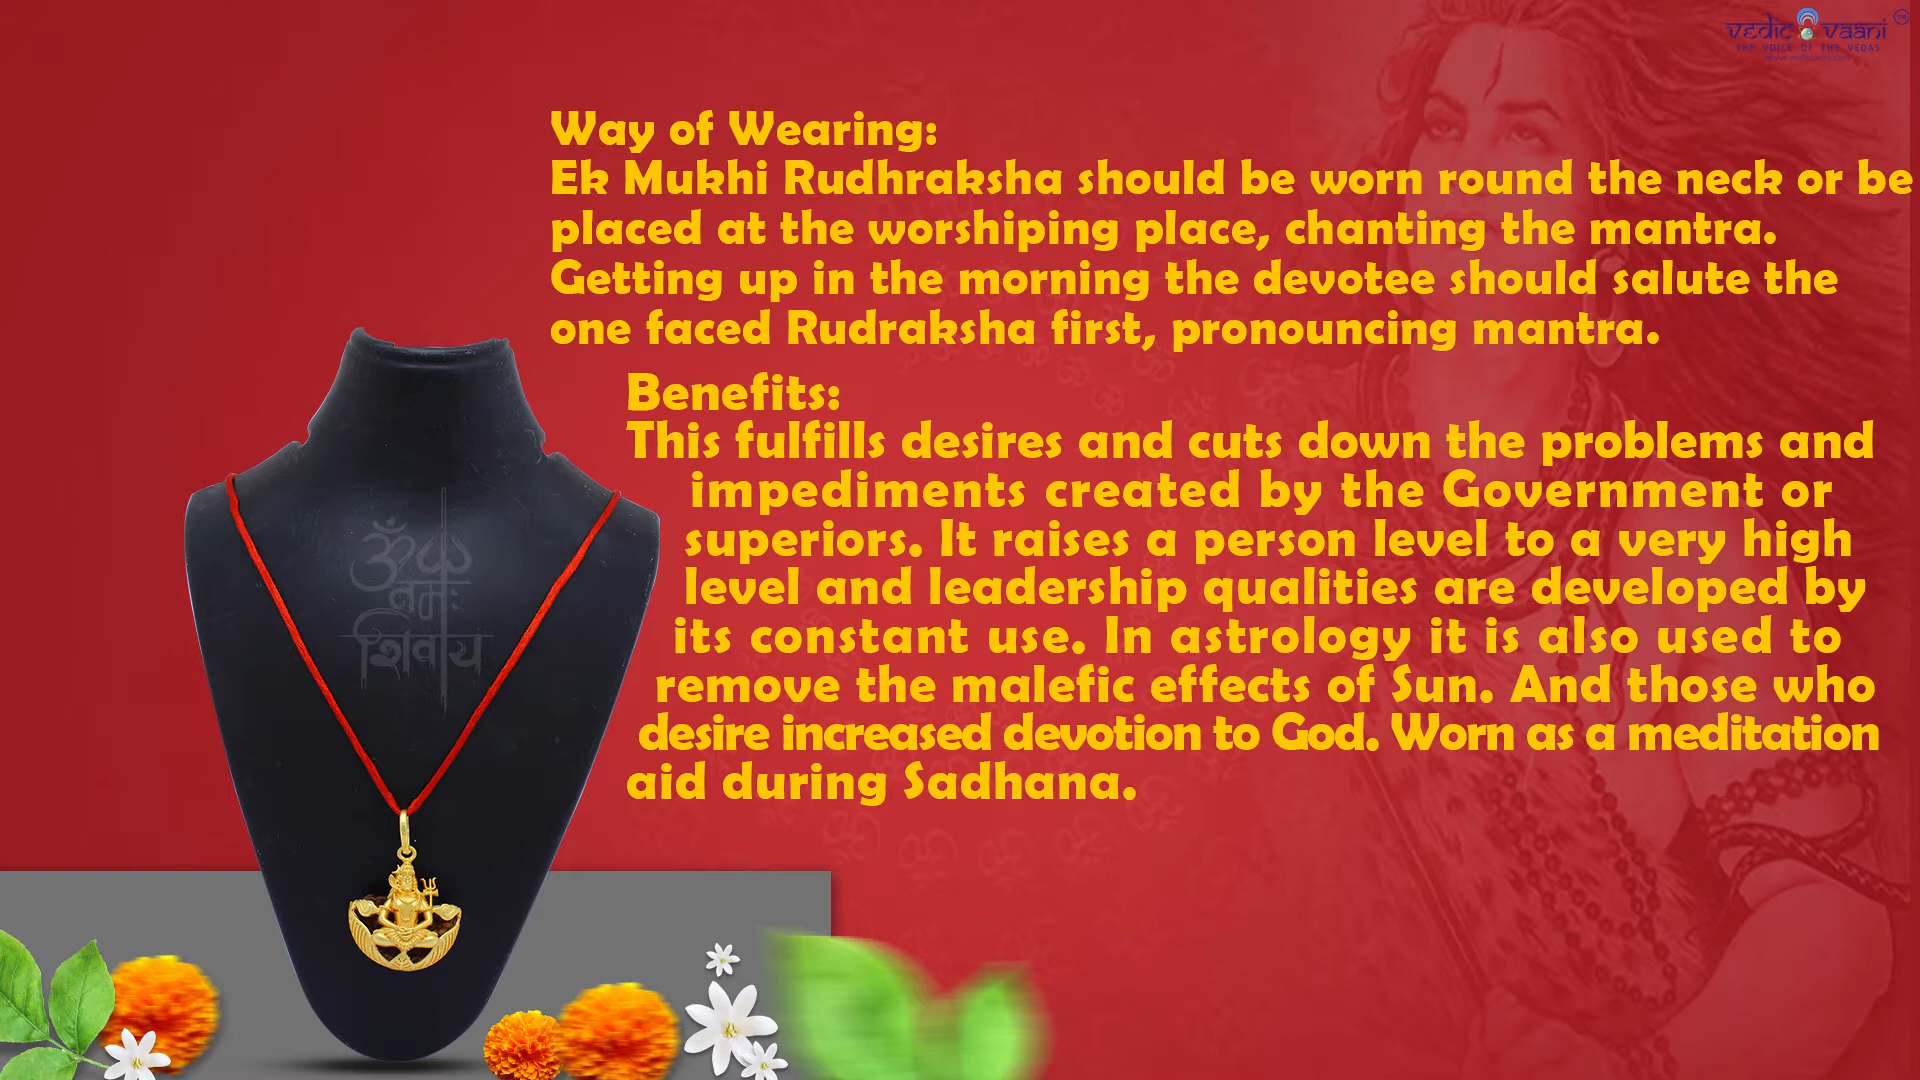 vedic vaani TM
THE VOICE OF THE VEDAS
www.vedicvaani.com
Way of Wearing:
Ek Mukhi Rudhraksha should be worn round the neck or be
placed at the worshiping place, chanting the mantra.
Getting up in the morning the devotee should salute the
one faced Rudraksha first, pronouncing mantra.
Benefits:
This fulfills desires and cuts down the problems and
impediments created by the Government or
superiors. It raises a person level to a very high
level and leadership qualities are developed by
its constant use. In astrology it is also used to
remove the malefic effects of Sun. And those who
desire increased devotion to God. Worn as a meditation
aid during Sadhana.
ॐ
नमः
शिवाय